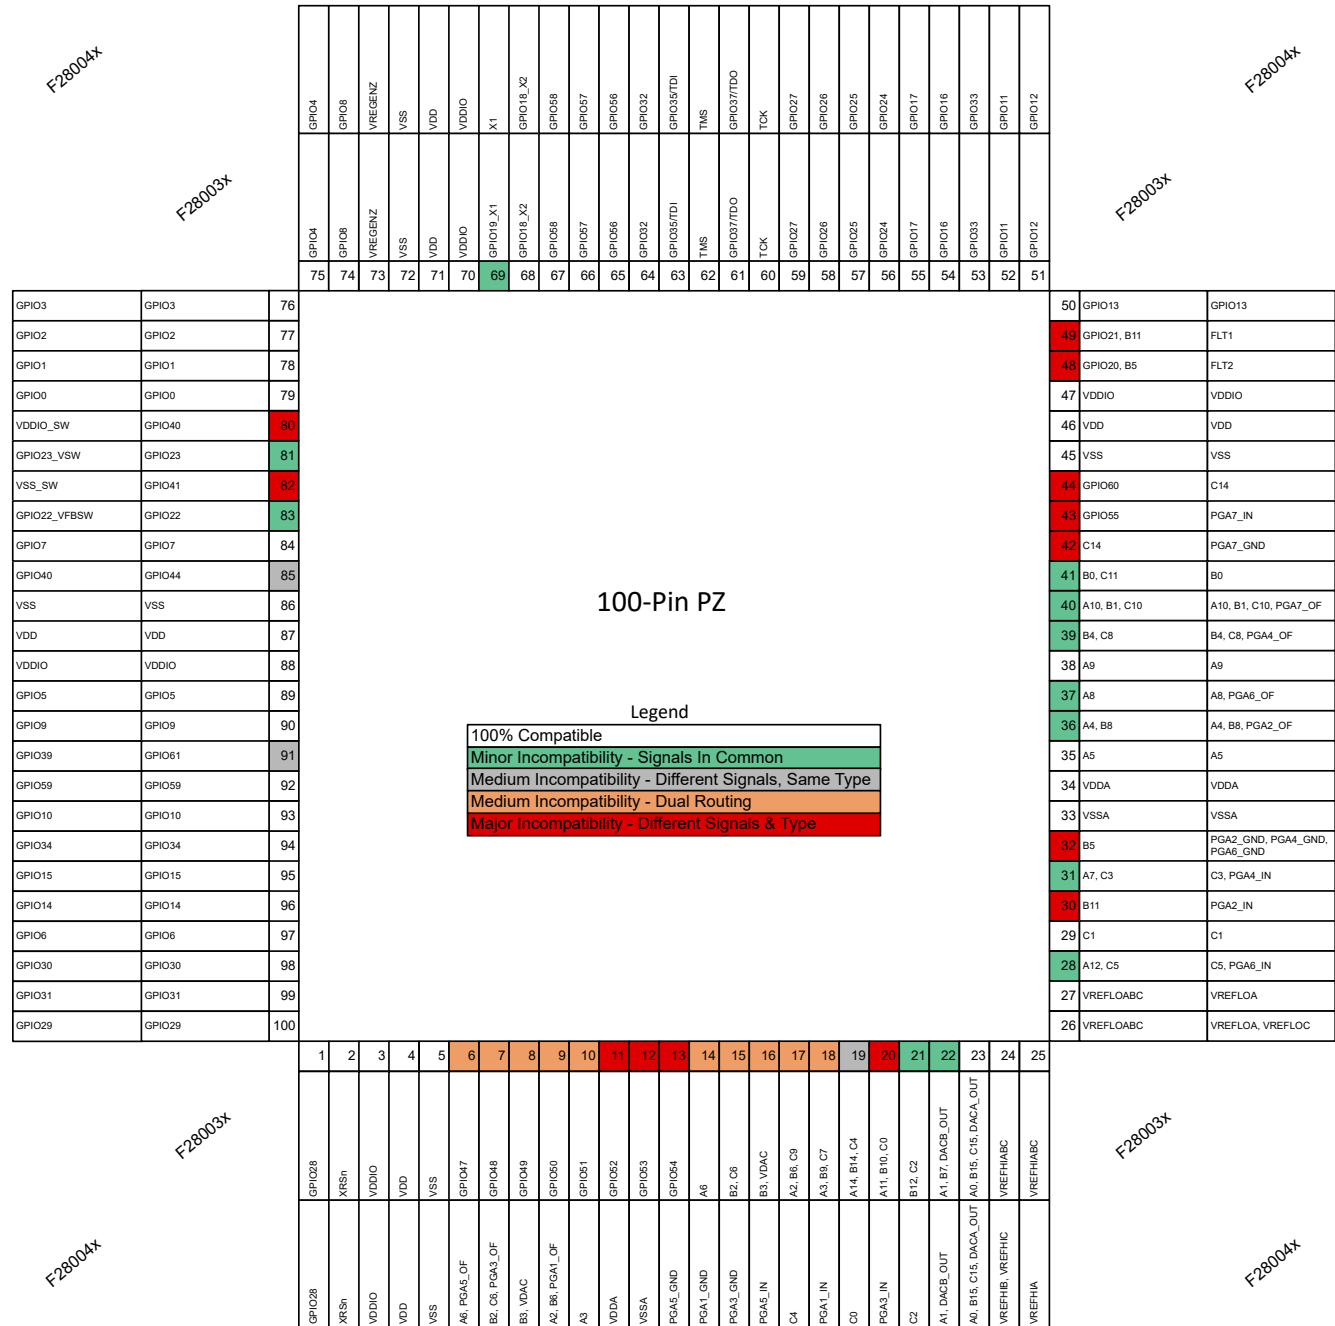 F28004x
F28004x
F28003x
F28003x
GPIO4
GPIO8
VREGENZ
VSS
VDD
VDDIO
X1
GPIO18_X2
GPIO58
GPIO57
GPIO56
GPIO32
GPIO35/TDI
TMS
GPIO37/TDO
TCK
GPIO27
GPIO26
GPIO25
GPIO24
GPIO17
GPIO16
GPIO33
GPIO11
GPIO12
GPIO4
GPIO8
VREGENZ
VSS
VDD
VDDIO
GPIO19_X1
GPIO18_X2
GPIO58
GPIO57
GPIO56
GPIO32
GPIO35/TDI
TMS
GPIO37/TDO
TCK
GPIO27
GPIO26
GPIO25
GPIO24
GPIO17
GPIO16
GPIO33
GPIO11
GPIO12
75 74 73 72 71 70 69 68 67 66 65 64 63 62 61 60 59 58 57 56 55 54 53 52 51
GPIO3 GPIO3 76
GPIO2 GPIO2 77
GPIO1 GPIO1 78
GPIO0 GPIO0 79
VDDIO_SW GPIO40 80
GPIO23_VSW GPIO23 81
VSS_SW GPIO41 82
GPIO22_VFBSW GPIO22 83
GPIO7 GPIO7 84
GPIO40 GPIO44 85
VSS VSS 86
VDD VDD 87
VDDIO VDDIO 88
GPIO5 GPIO5 89
GPIO9 GPIO9 90
GPIO39 GPIO61 91
GPIO59 GPIO59 92
GPIO10 GPIO10 93
GPIO34 GPIO34 94
GPIO15 GPIO15 95
GPIO14 GPIO14 96
GPIO6 GPIO6 97
GPIO30 GPIO30 98
GPIO31 GPIO31 99
GPIO29 GPIO29 100
100-Pin PZ
Legend
100% Compatible
Minor Incompatibility - Signals In Common
Medium Incompatibility - Different Signals, Same Type
Medium Incompatibility - Dual Routing
Major Incompatibility - Different Signals & Type
50 GPIO13 GPIO13
49 GPIO21, B11 FLT1
48 GPIO20, B5 FLT2
47 VDDIO VDDIO
46 VDD VDD
45 VSS VSS
44 GPIO60 C14
43 GPIO55 PGA7_IN
42 C14 PGA7_GND
41 B0, C11 B0
40 A10, B1, C10 A10, B1, C10, PGA7_OF
39 B4, C8 B4, C8, PGA4_OF
38 A9 A9
37 A8 A8, PGA6_OF
36 A4, B8 A4, B8, PGA2_OF
35 A5 A5
34 VDDA VDDA
33 VSSA VSSA
32 B5 PGA2_GND, PGA4_GND,
PGA6_GND
31 A7, C3 C3, PGA4_IN
30 B11 PGA2_IN
29 C1 C1
28 A12, C5 C5, PGA6_IN
27 VREFLOABC VREFLOA
26 VREFLOABC VREFLOA, VREFLOC
1 2 3 4 5 6 7 8 9 10 11 12 13 14 15 16 17 18 19 20 21 22 23 24 25
GPIO28
XRSn
VDDIO
VDD
VSS
GPIO47
GPIO48
GPIO49
GPIO50
GPIO51
GPIO52
GPIO53
GPIO54
A6
B2, C6
B3, VDAC
A2, B6, C9
A3, B9, C7
A14, B14, C4
A11, B10, C0
B12, C2
A1, B7, DACB_OUT
A0, B15, C15, DACA_OUT
VREFHIABC
VREFHIABC
GPIO28
XRSn
VDDIO
VDD
VSS
A6, PGA5_OF
B2, C6, PGA3_OF
B3, VDAC
A2, B6, PGA1_OF
A3
VDDA
VSSA
PGA5_GND
PGA1_GND
PGA3_GND
PGA5_IN
C4
PGA1_IN
C0
PGA3_IN
C2
A1, DACB_OUT
A0, B15, C15, DACA_OUT
VREFHIB, VREFHIC
VREFHIA
F28003x
F28003x
F28004x
F28004x